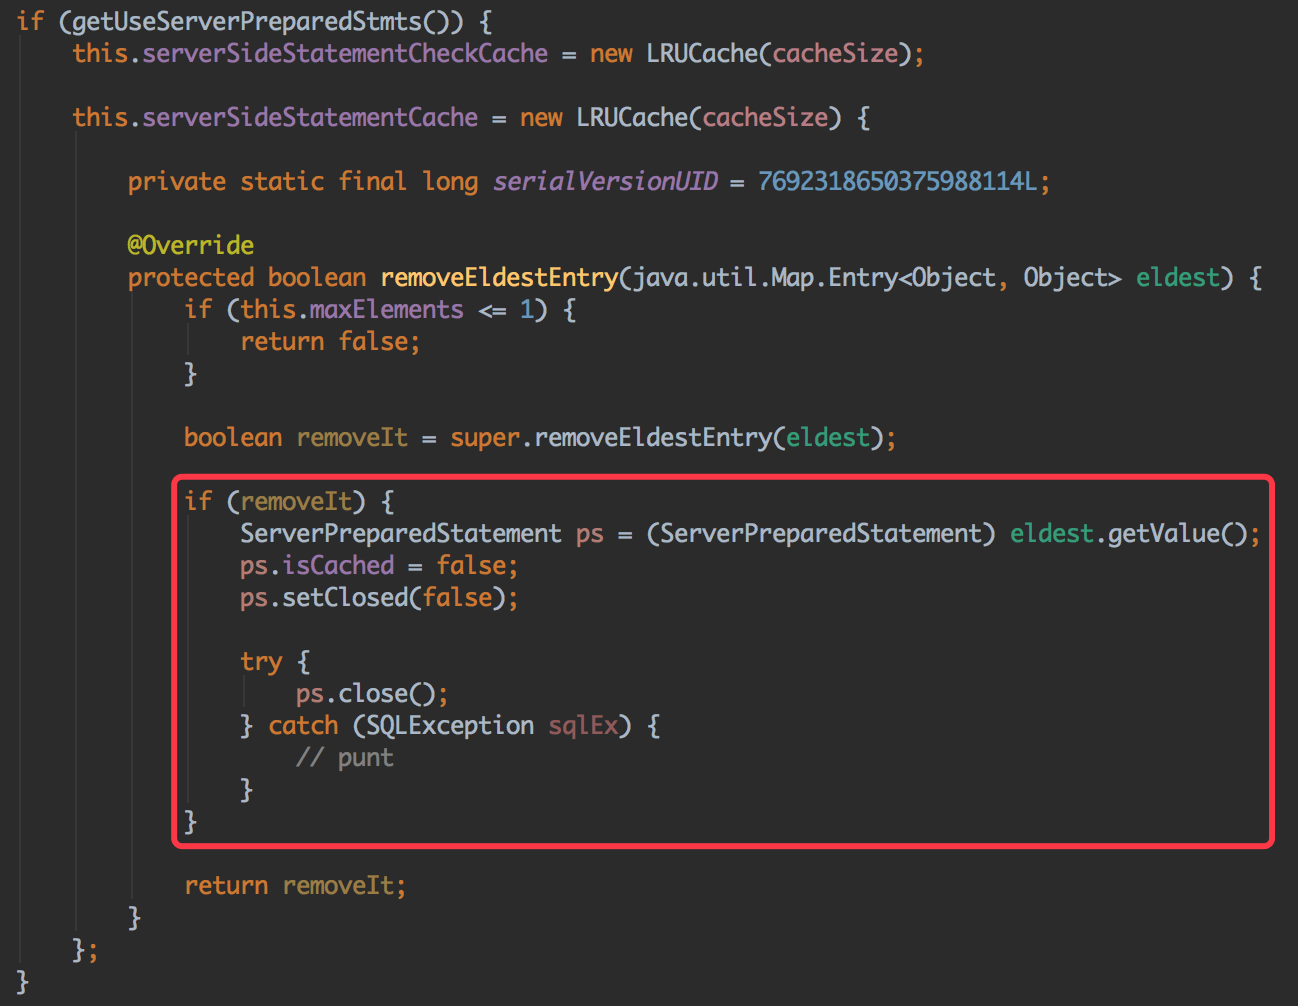 if (getUseServerPreparedStmts()) {
this.serverSideStatementCheckCache = new LRUCache(cacheSize);
this.serverSideStatementCache = new LRUCache(cacheSize) {
private static final long serialVersionUID = 7692318650375988114L;
@Override
protected boolean removeEldestEntry(java.util.Map.Entry<Object, Object> eldest) {
if (this.maxElements <= 1) {
return false;
}
boolean removeIt = super.removeEldestEntry(eldest);
if (removeIt) {
ServerPreparedStatement ps = (ServerPreparedStatement) eldest.getValue();
ps.isCached = false;
ps.setClosed(false);
try {
ps.close();
} catch (SQLException sqlEx) {
// punt
}
}
return removeIt;
}
};
}